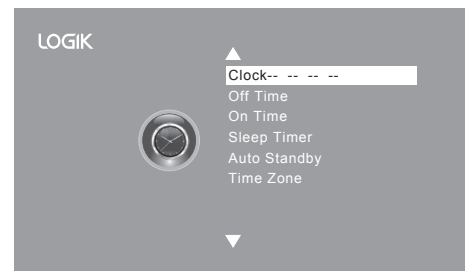 LOGIK
Clock-- -- -- --
Off Time
On Time
Sleep Timer
Auto Standby
Time Zone